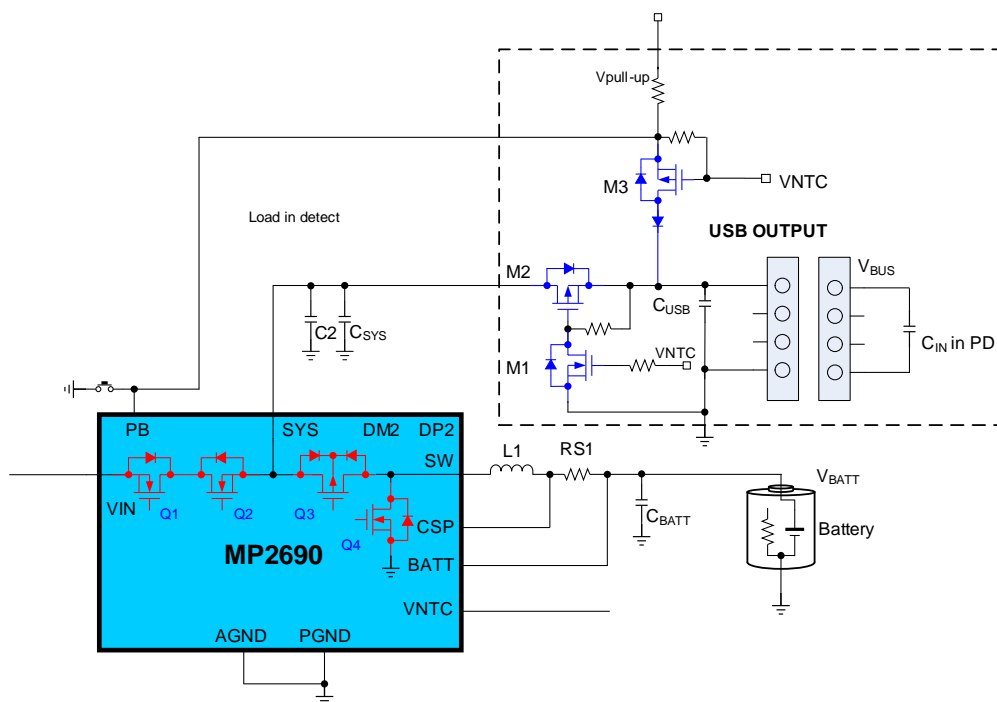 Vpull-up
M3
VNTC
Load in detect
USB OUTPUT
M2
VBUS
CUSB
C2
CSYS
CIN in PD
VNTC
M1
PB
SYS
DM2
DP2
SW
L1
RS1
VIN
Q1
Q2
Q3
Q4
CSP
CBATT
VBATT
Battery
MP2690
BATT
VNTC
AGND
PGND